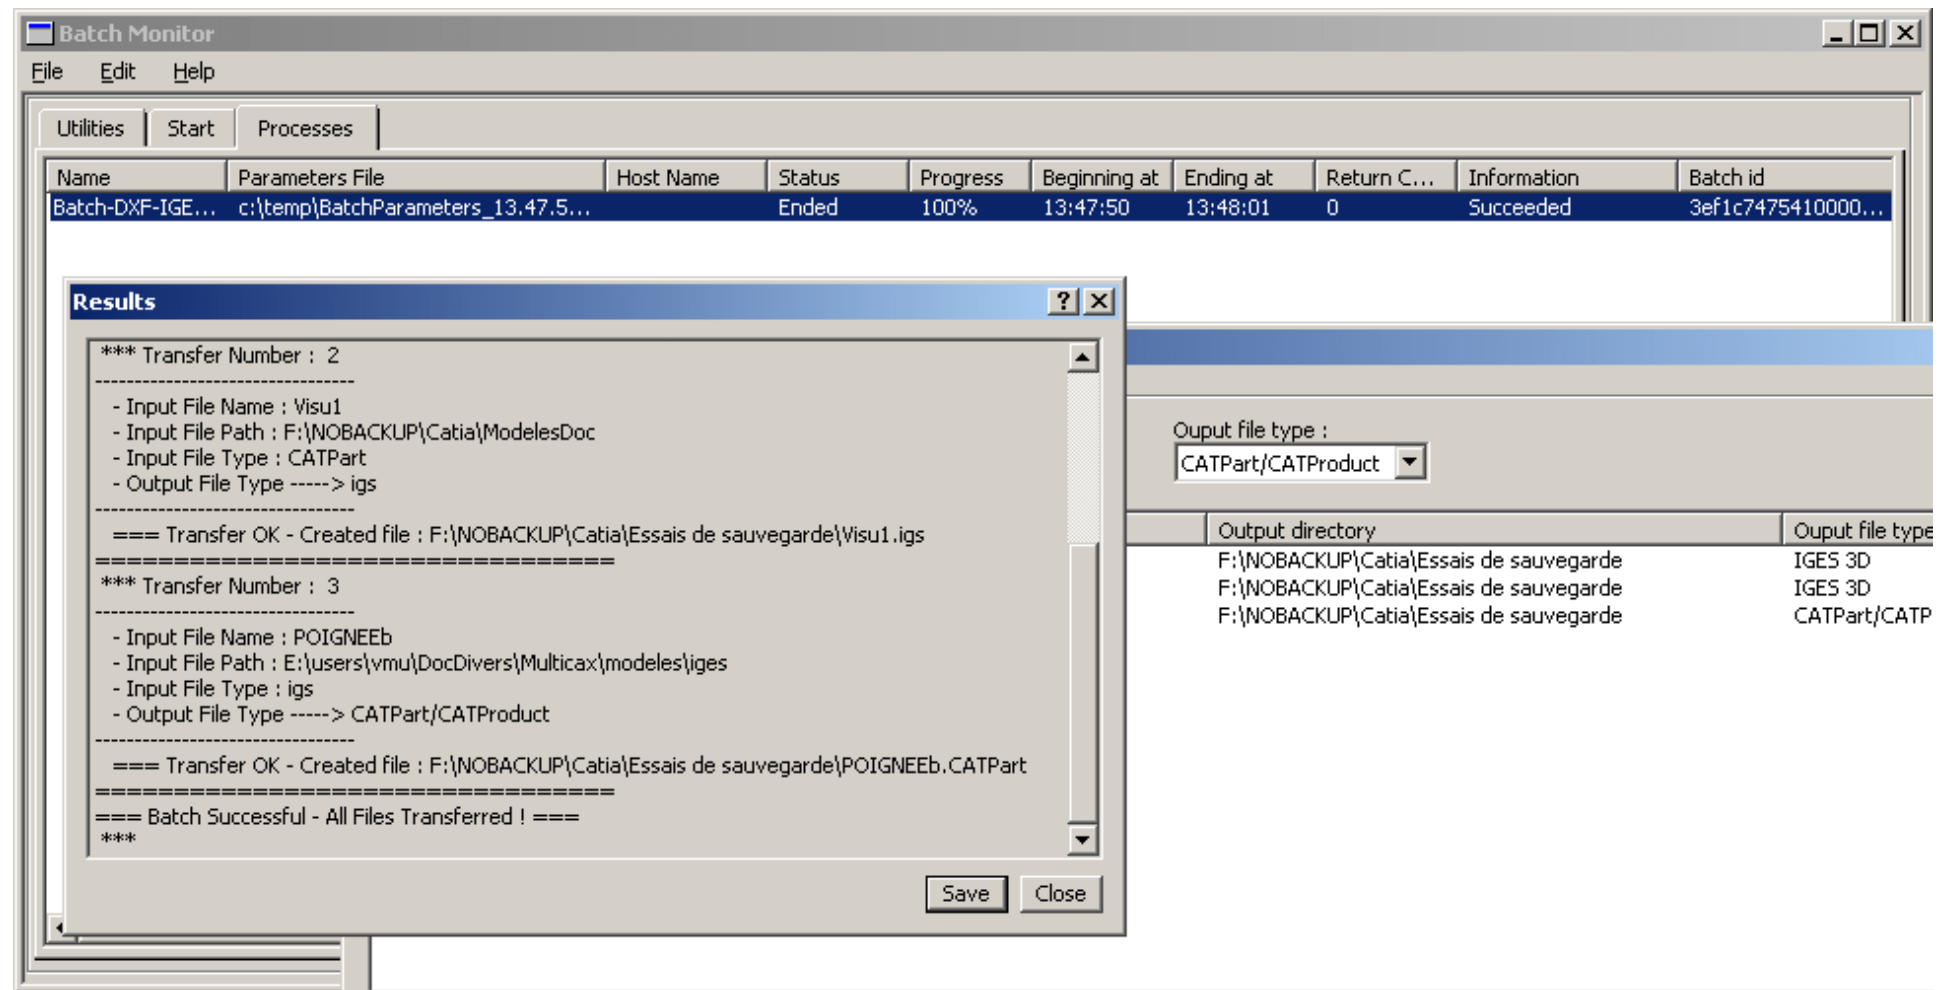 Batch Monitor
File Edit Help
Utilities Start Processes
Name Parameters File Host Name Status Progress Beginning at Ending at Return C... Information Batch id
Batch-DXF-IGE... c:\temp\BatchParameters_13.47.5... Ended 100% 13:47:50 13:48:01 0 Succeeded 3ef1c7475410000...
Results
*** Transfer Number : 2
---------------------------------
- Input File Name : Visu1
- Input File Path : F:\NOBACKUP\Catia\ModelesDoc
- Input File Type : CATPart
- Output File Type -----> igs
---------------------------------
=== Transfer OK - Created file : F:\NOBACKUP\Catia\Essais de sauvegarde\Visu1.igs
=================================
*** Transfer Number : 3
---------------------------------
- Input File Name : POIGNEEb
- Input File Path : E:\users\vmu\DocDivers\Multicax\modeles\iges
- Input File Type : igs
- Output File Type -----> CATPart/CATProduct
---------------------------------
=== Transfer OK - Created file : F:\NOBACKUP\Catia\Essais de sauvegarde\POIGNEEb.CATPart
=================================
=== Batch Successful - All Files Transferred ! ===
***
Save Close
Ouput file type :
CATPart/CATProduct
Output directory Ouput file type
F:\NOBACKUP\Catia\Essais de sauvegarde IGES 3D
F:\NOBACKUP\Catia\Essais de sauvegarde IGES 3D
F:\NOBACKUP\Catia\Essais de sauvegarde CATPart/CATP